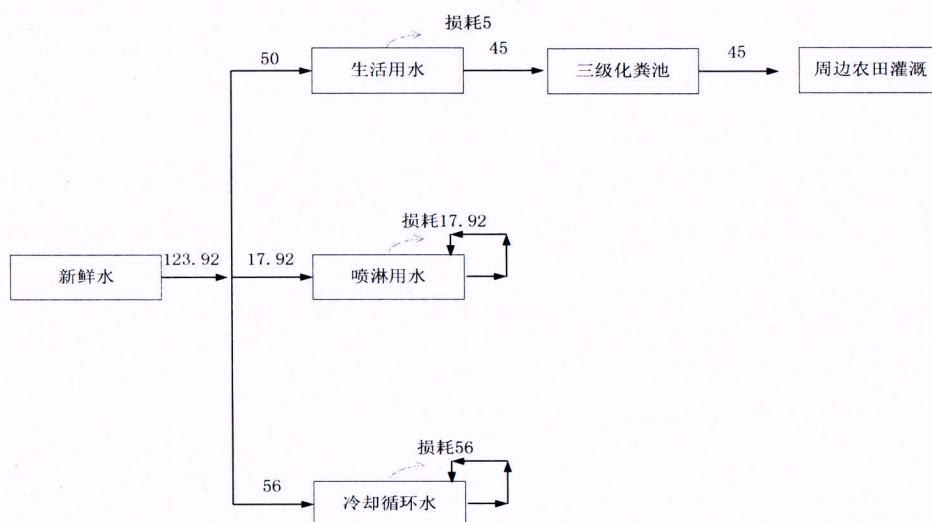 损耗5
50
生活用水
45
三级化粪池
45
周边农田灌溉
损耗17.92
新鲜水
123.92
17.92
喷淋用水
损耗56
56
冷却循环水